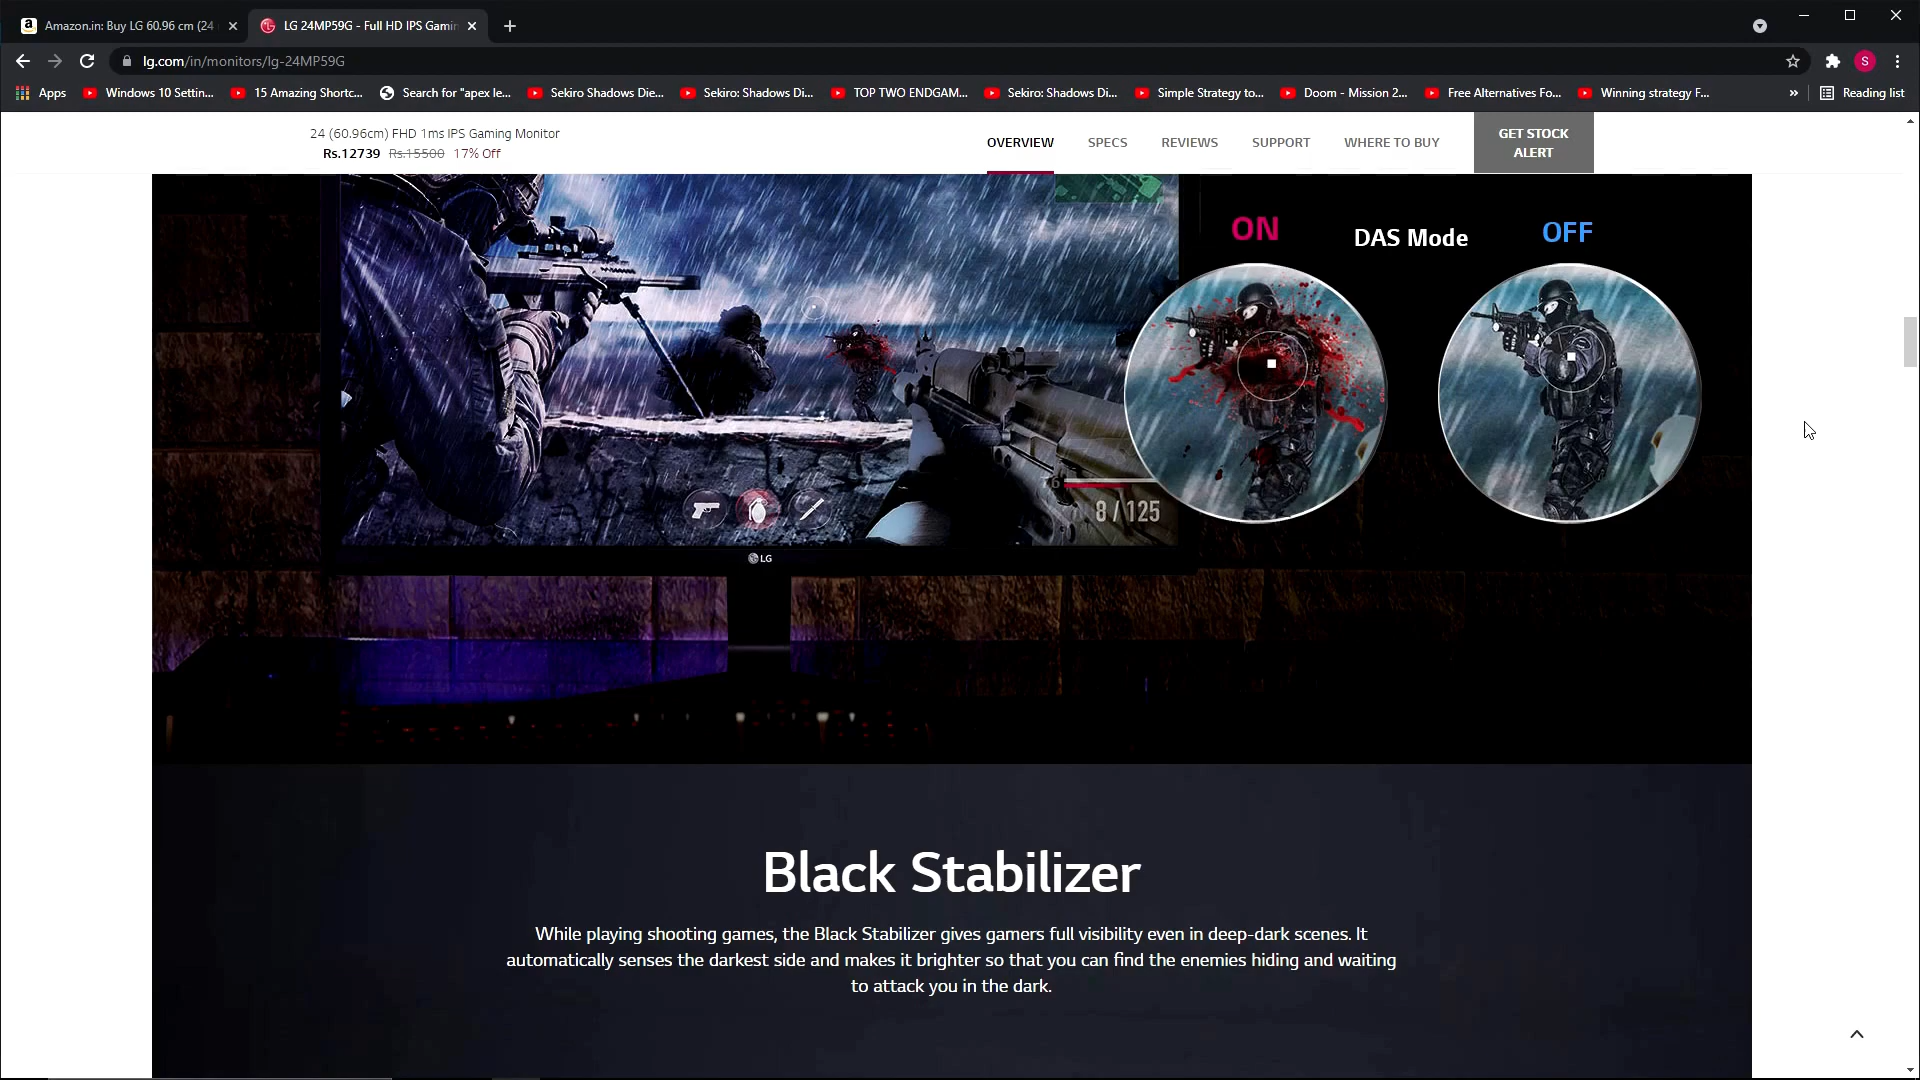 Amazon.in: Buy LG 60.96 cm (24
LG 24MP59G - Full HD IPS Gamin
lg.com/in/monitors/lg-24MP59G
S
Apps
Windows 10 Settin...
15 Amazing Shortc...
Search for "apex le...
Sekiro Shadows Die...
Sekiro: Shadows Di...
TOP TWO ENDGAM...
Sekiro: Shadows Di...
Simple Strategy to...
Doom - Mission 2...
Free Alternatives Fo...
Winning strategy F...
»
Reading list
24 (60.96cm) FHD 1ms IPS Gaming Monitor
Rs.12739 Rs.15500 17% Off
OVERVIEW
SPECS
REVIEWS
SUPPORT
WHERE TO BUY
GET STOCK
ALERT
ON
DAS Mode
OFF
8 / 125
LG
Black Stabilizer
While playing shooting games, the Black Stabilizer gives gamers full visibility even in deep-dark scenes. It
automatically senses the darkest side and makes it brighter so that you can find the enemies hiding and waiting
to attack you in the dark.